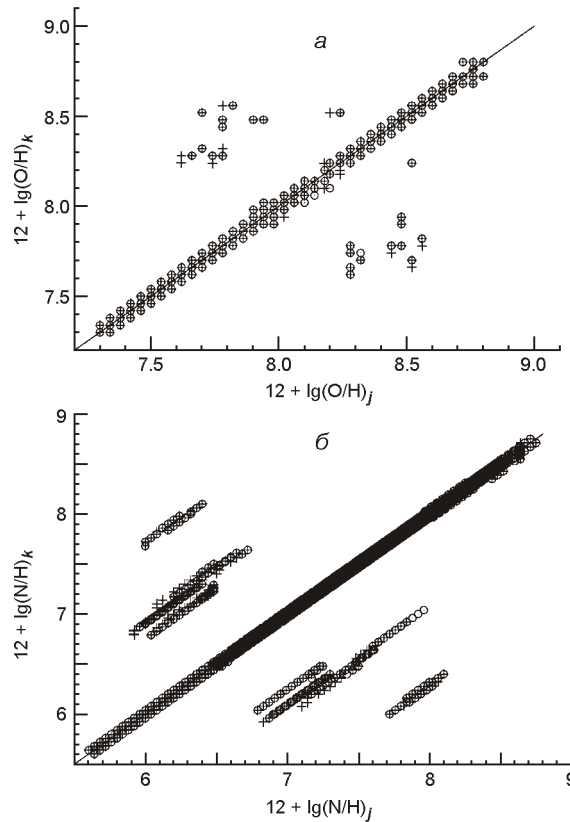 9.0
а
8.5
12 + lg(O/H)k
8.0
7.5
7.5 8.0 8.5 9.0
12 + lg(O/H)j
9
б
8
12 + lg(N/H)k
7
6
6 7 8 9
12 + lg(N/H)j